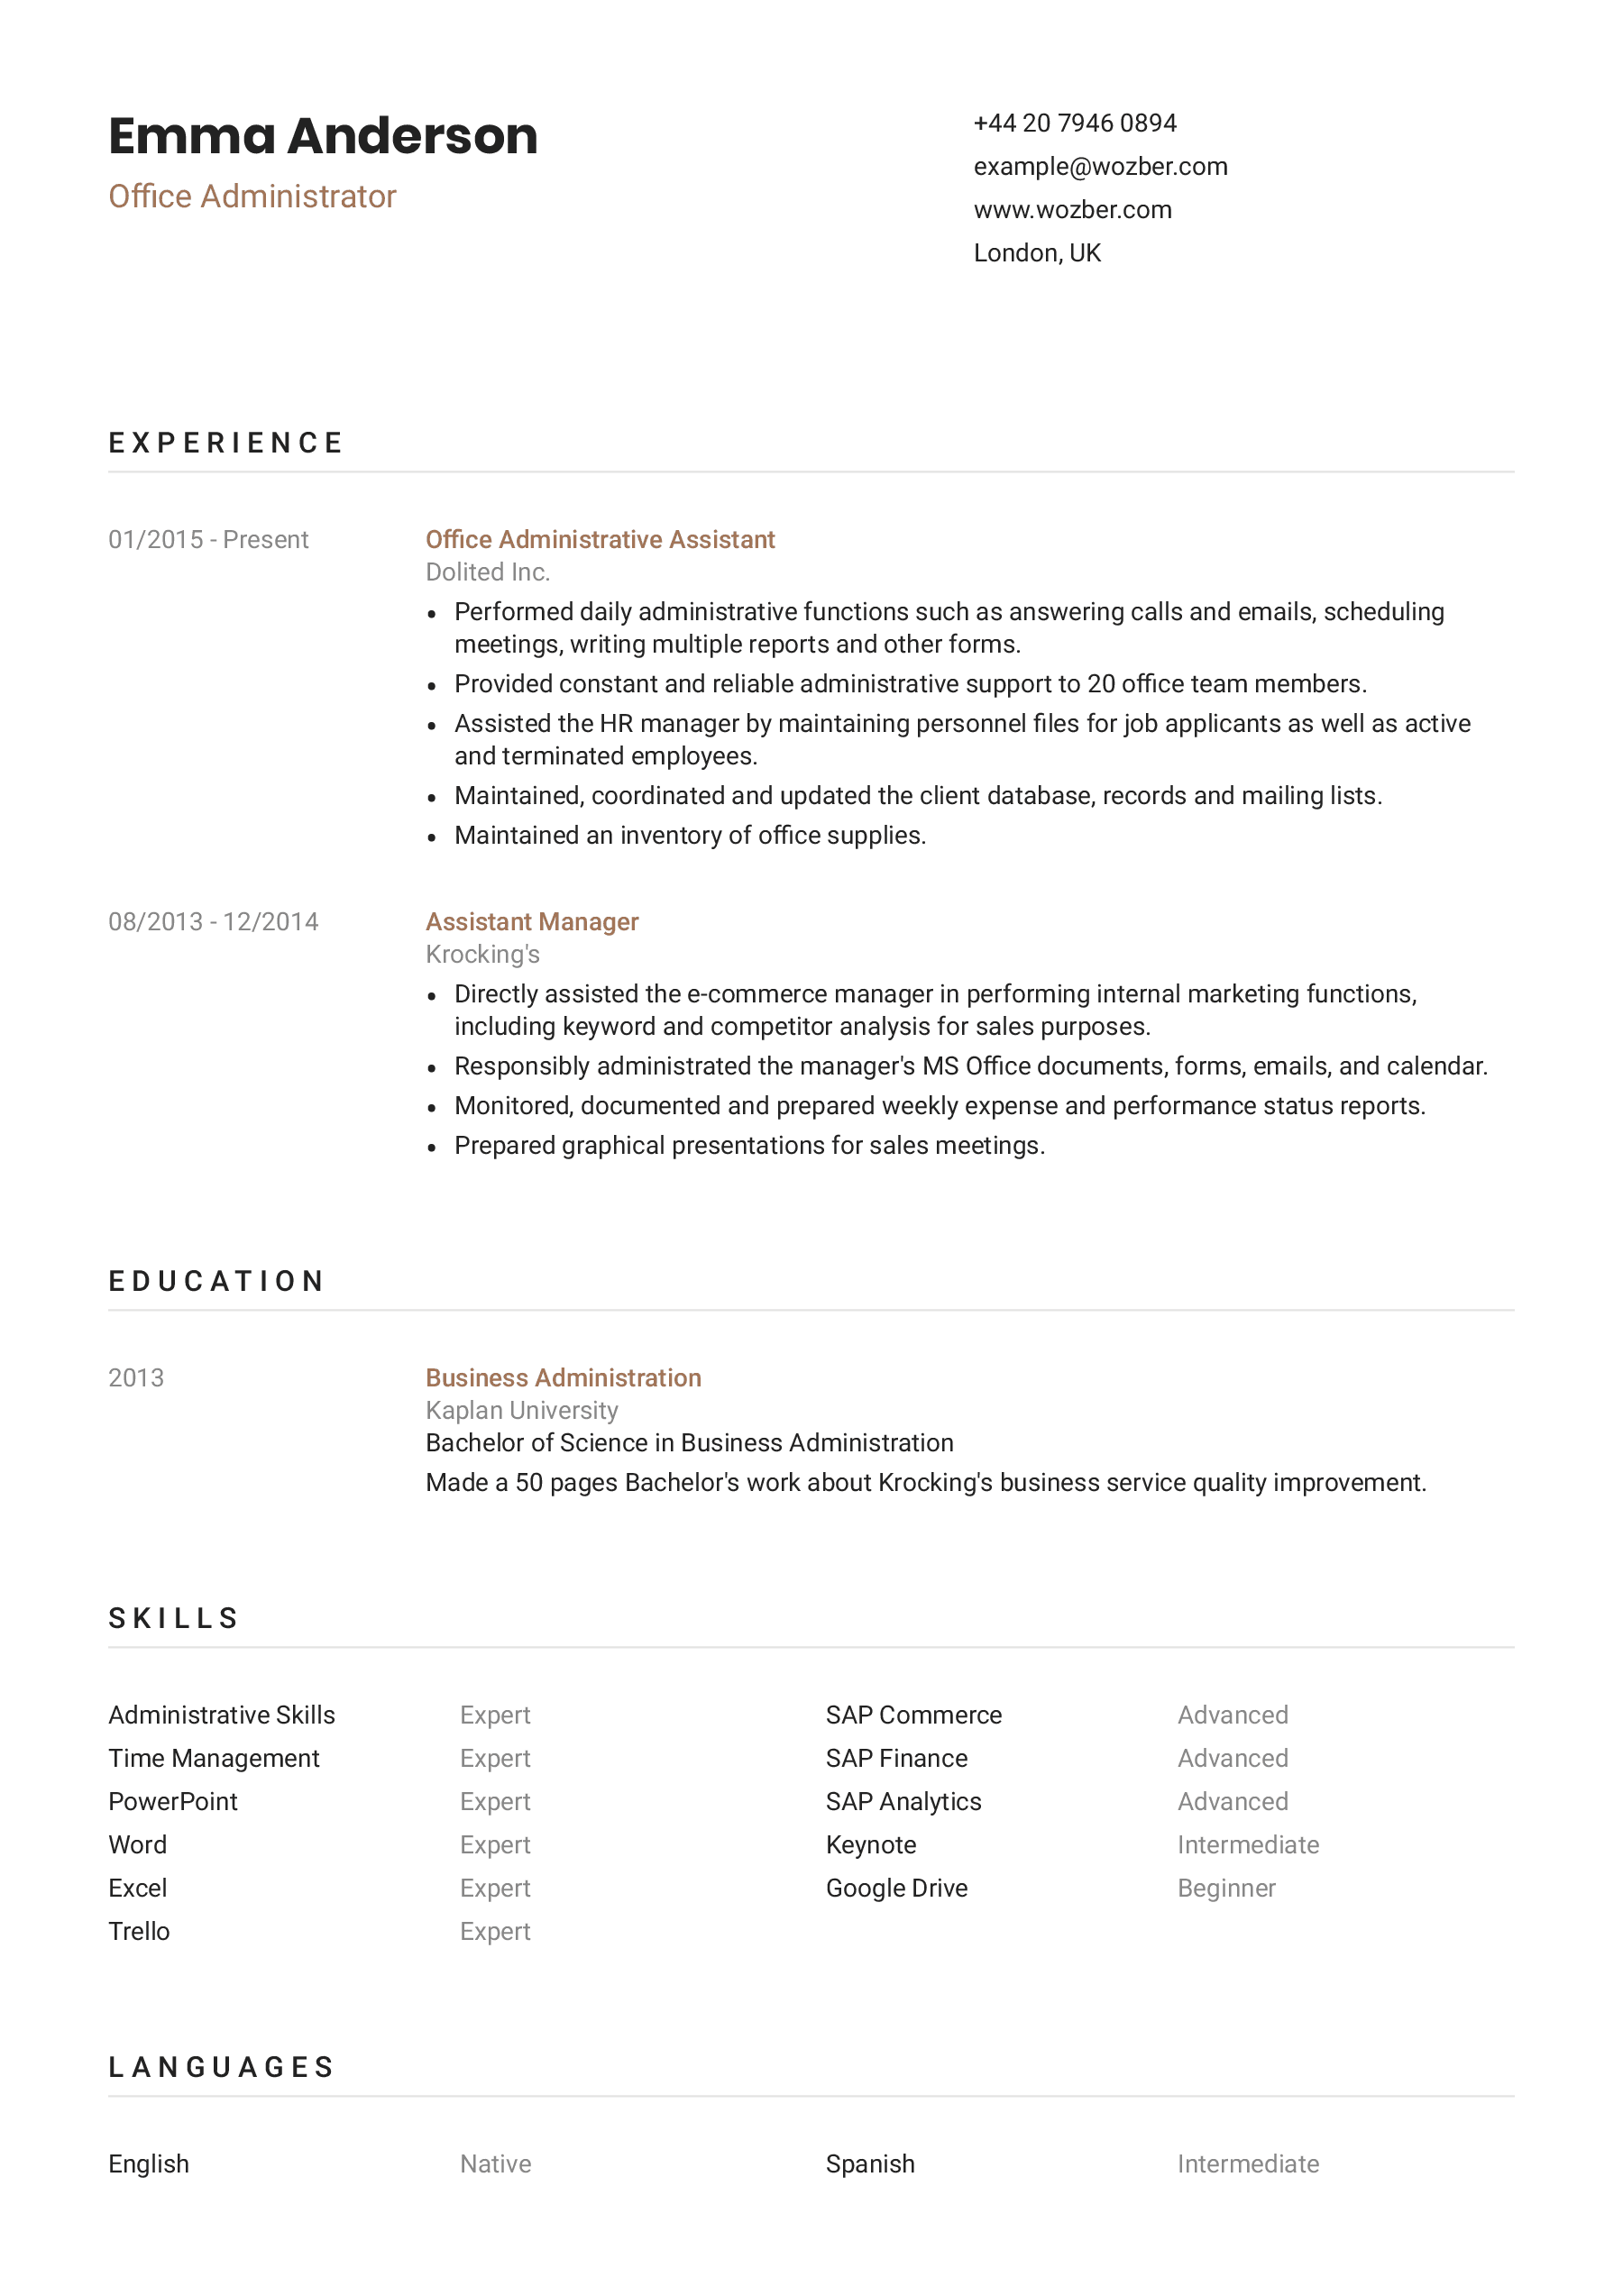 Emma Anderson
Office Administrator
+44 20 7946 0894
example@wozber.com
www.wozber.com
London, UK
EXPERIENCE
01/2015 - Present
Office Administrative Assistant
Dolited Inc.
• Performed daily administrative functions such as answering calls and emails, scheduling
meetings, writing multiple reports and other forms.
• Provided constant and reliable administrative support to 20 office team members.
• Assisted the HR manager by maintaining personnel files for job applicants as well as active
and terminated employees.
• Maintained, coordinated and updated the client database, records and mailing lists.
• Maintained an inventory of office supplies.
08/2013 - 12/2014
Assistant Manager
Krocking's
• Directly assisted the e-commerce manager in performing internal marketing functions,
including keyword and competitor analysis for sales purposes.
• Responsibly administrated the manager's MS Office documents, forms, emails, and calendar.
• Monitored, documented and prepared weekly expense and performance status reports.
• Prepared graphical presentations for sales meetings.
EDUCATION
2013
Business Administration
Kaplan University
Bachelor of Science in Business Administration
Made a 50 pages Bachelor's work about Krocking's business service quality improvement.
SKILLS
Administrative Skills Expert
Time Management Expert
PowerPoint Expert
Word Expert
Excel Expert
Trello Expert
SAP Commerce Advanced
SAP Finance Advanced
SAP Analytics Advanced
Keynote Intermediate
Google Drive Beginner
LANGUAGES
English Native
Spanish Intermediate